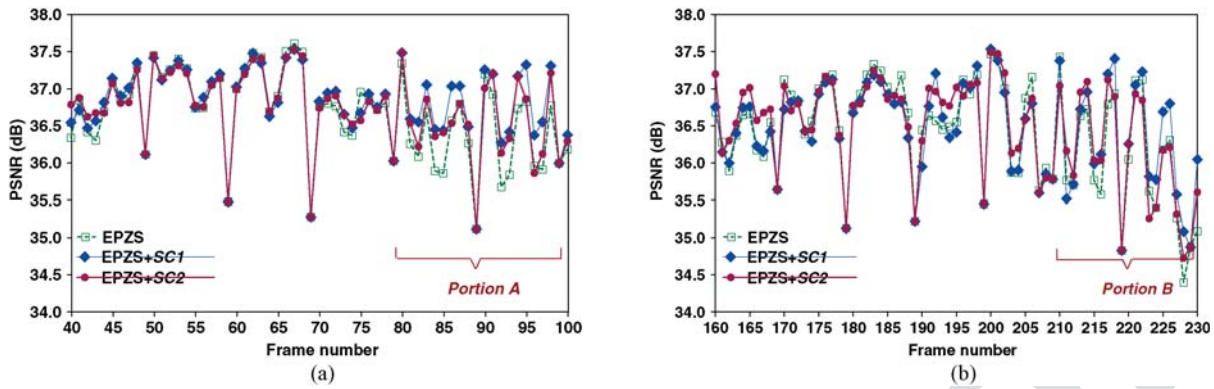 38.0
37.5
37.0
36.5
36.0
35.5
35.0
34.5
34.0
PSNR (dB)
EPZS
EPZS+SC1
EPZS+SC2
Portion A
40 45 50 55 60 65 70 75 80 85 90 95 100
Frame number
(a)
38.0
37.5
37.0
36.5
36.0
35.5
35.0
34.5
34.0
PSNR (dB)
EPZS
EPZS+SC1
EPZS+SC2
Portion B
160 165 170 175 180 185 190 195 200 205 210 215 220 225 230
Frame number
(b)